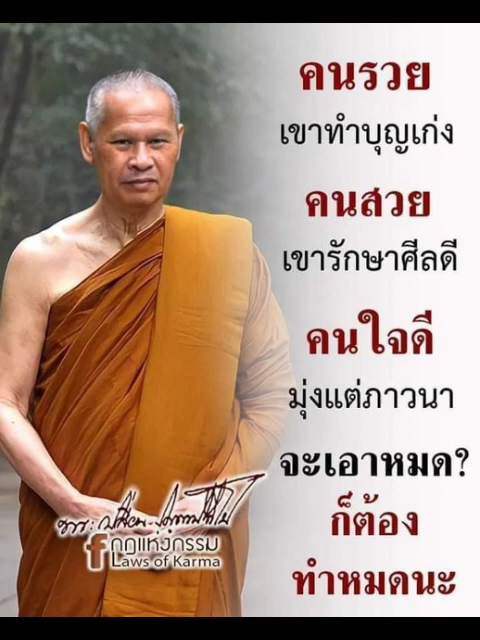 คนรวย
เขาทำบุญเก่ง
คนสวย
เขารักษาศีลดี
คนใจดี
มุ่งแต่ภาวนา
จะเอาหมด?
ก็ต้อง
ทำหมดนะ
กฎแห่งกรรม
Laws of Karma